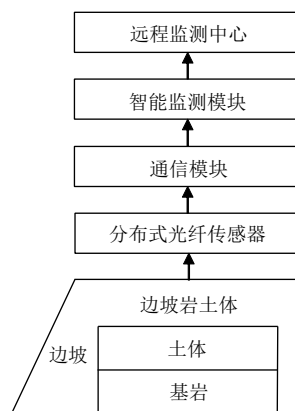 远程监测中心
智能监测模块
通信模块
分布式光纤传感器
边坡岩土体
边坡
土体
基岩